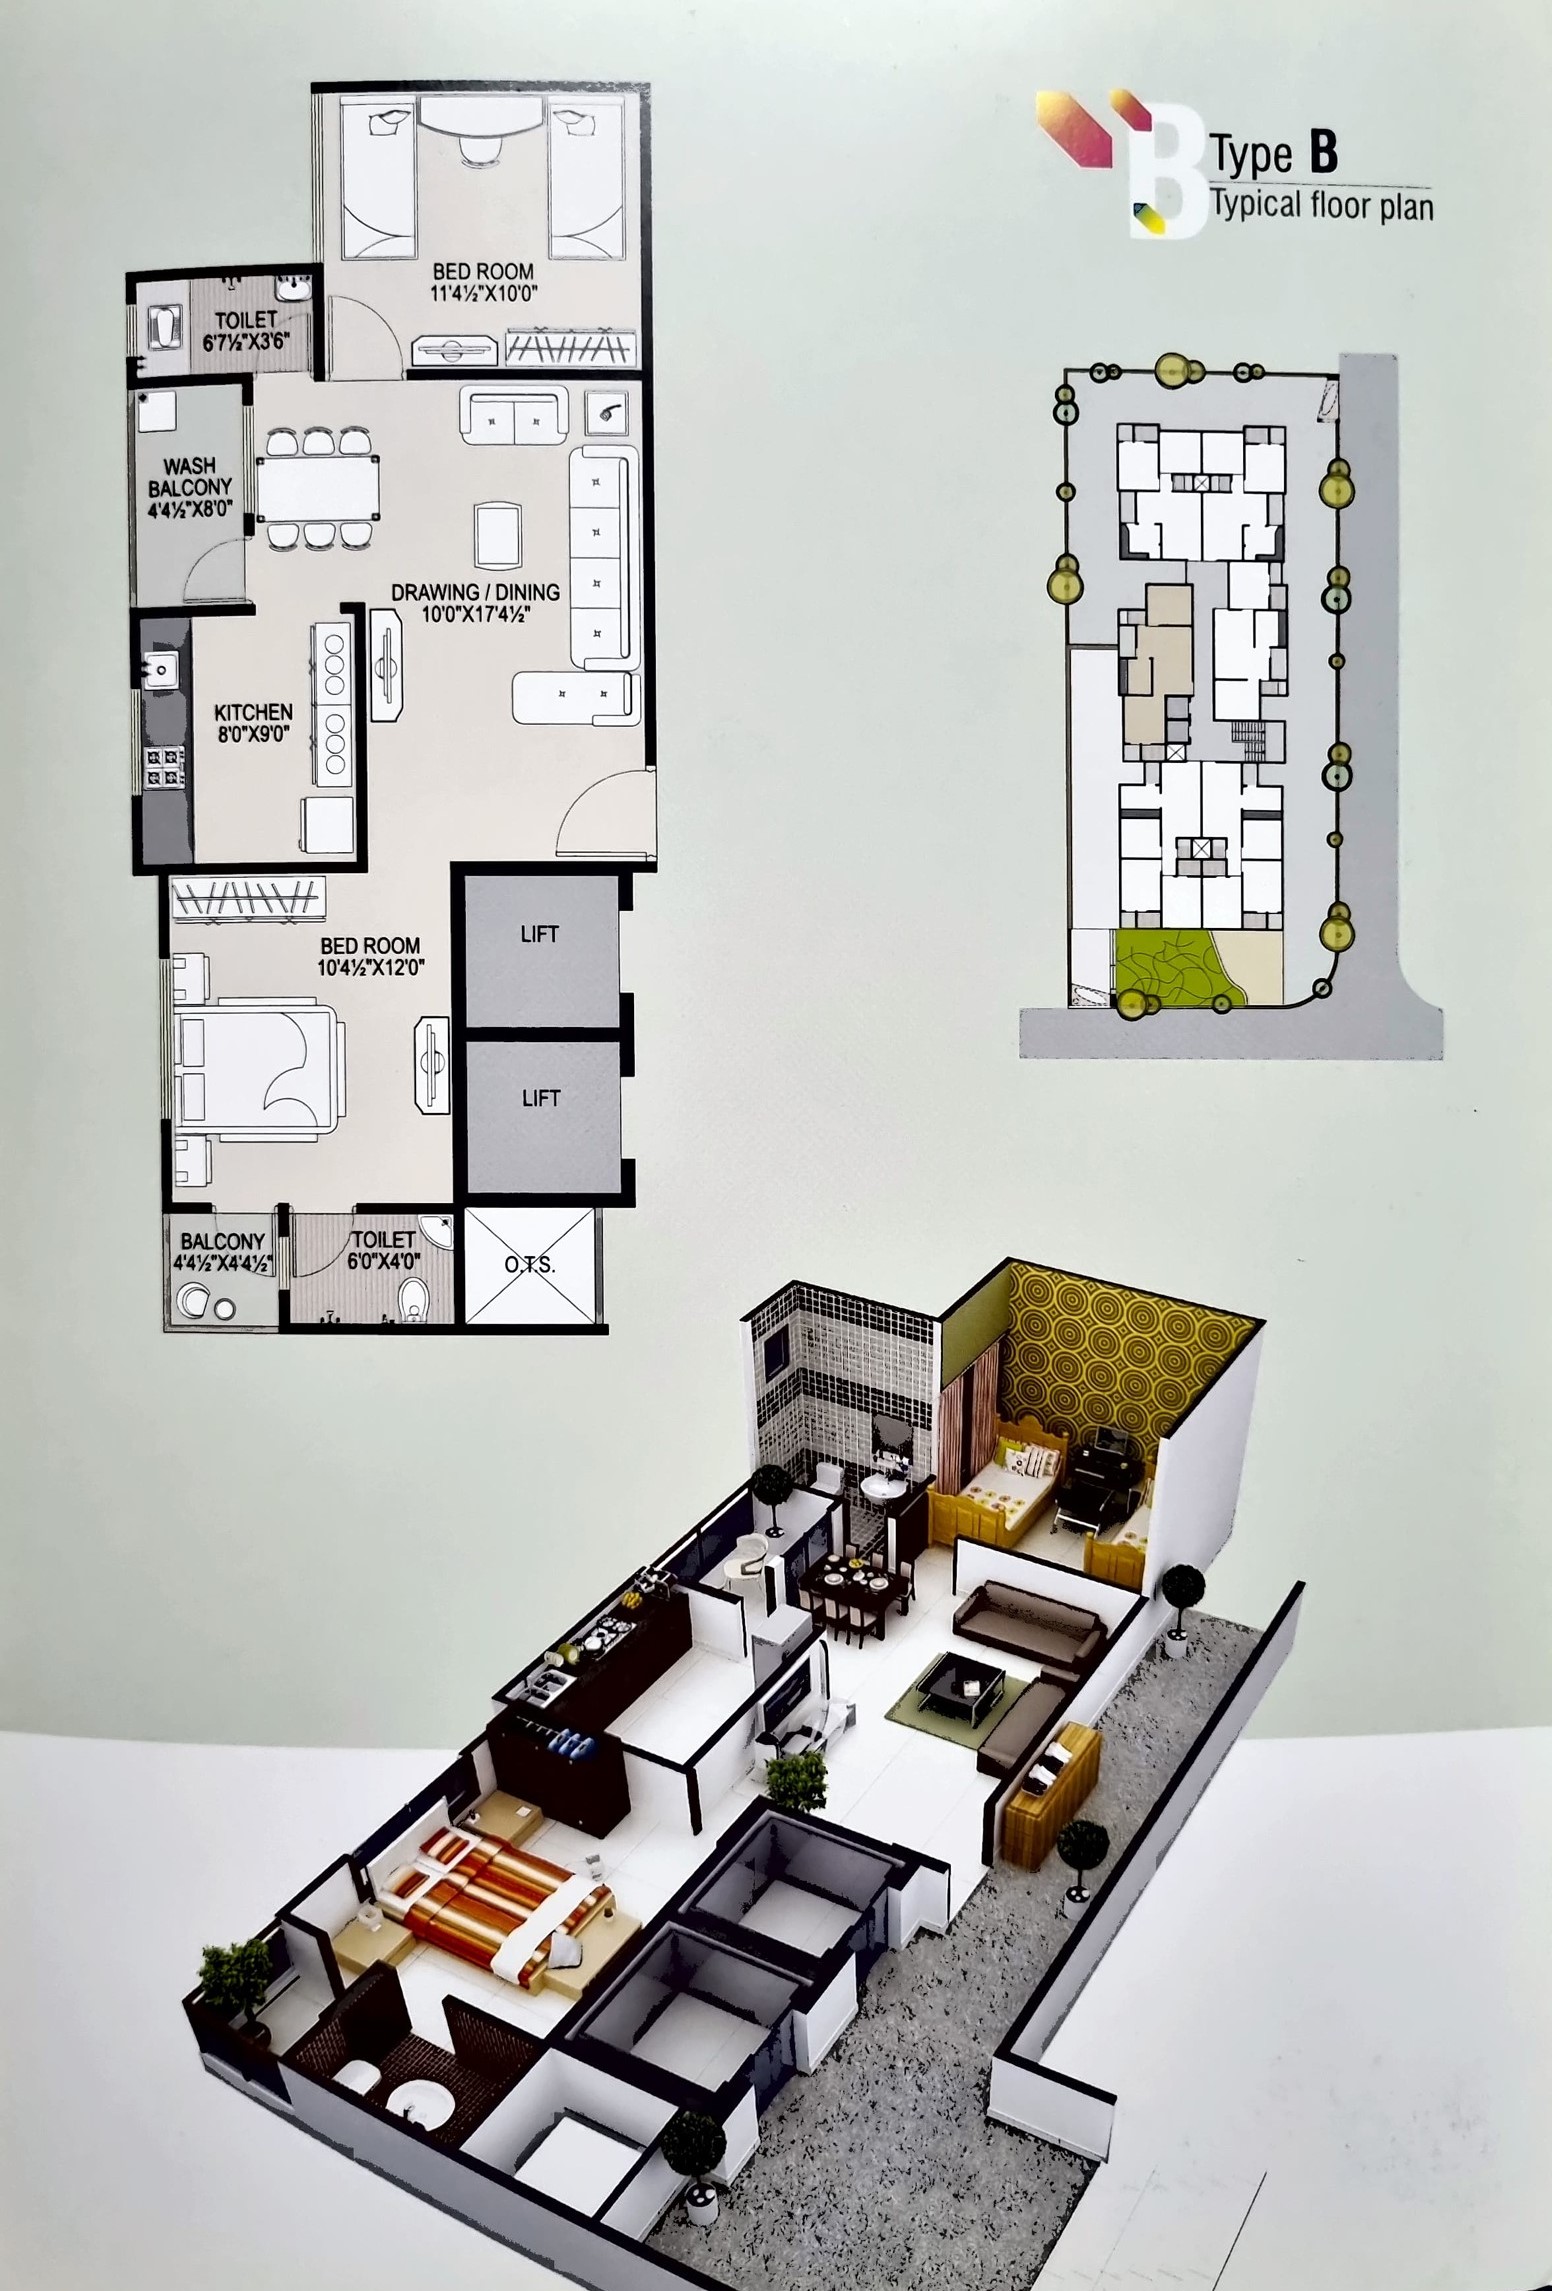 B
Type B
Typical floor plan
BED ROOM
11'4½"X10'0"
TOILET
6'7½"X3'6"
WASH
BALCONY
4'4½"X8'0"
DRAWING / DINING
10'0"X17'4½"
KITCHEN
8'0"X9'0"
BED ROOM
10'4½"X12'0"
LIFT
LIFT
BALCONY
4'4½"X4'4½"
TOILET
6'0"X4'0"
O.T.S.